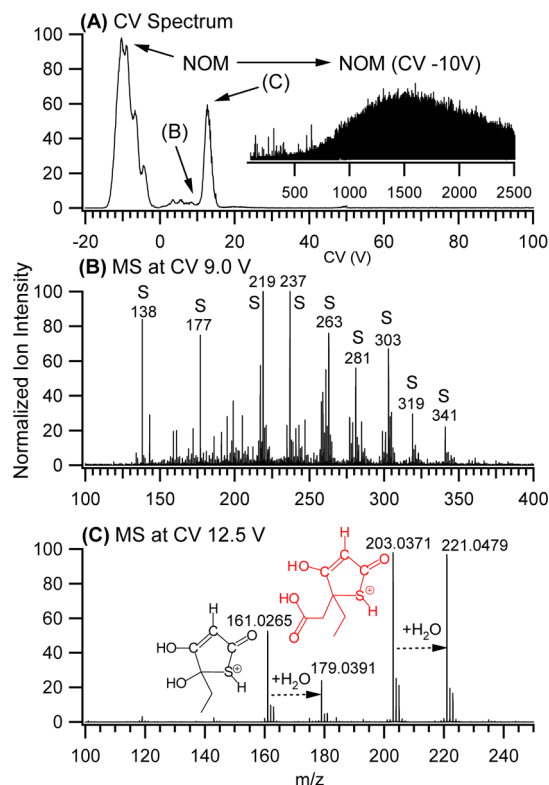 (A) CV Spectrum
100
80
60
40
20
0
NOM
NOM (CV -10V)
(C)
(B)
500 1000 1500 2000 2500
-20 0 20 40 60 80 100
CV (V)
(B) MS at CV 9.0 V
Normalized Ion Intensity
100
80
60
40
20
0
S
138
S
177
S
219
237
S
S
263
S
281
S
303
S
319
S
341
100 150 200 250 300 350 400
(C) MS at CV 12.5 V
100
80
60
40
20
0
H
HO
C
C
C
O
HO
S
⊕
H
161.0265
+H₂O
179.0391
H
HO
C
C
C
O
HO
S
⊕
H
O
203.0371
+H₂O
221.0479
100 120 140 160 180 200 220 240
m/z